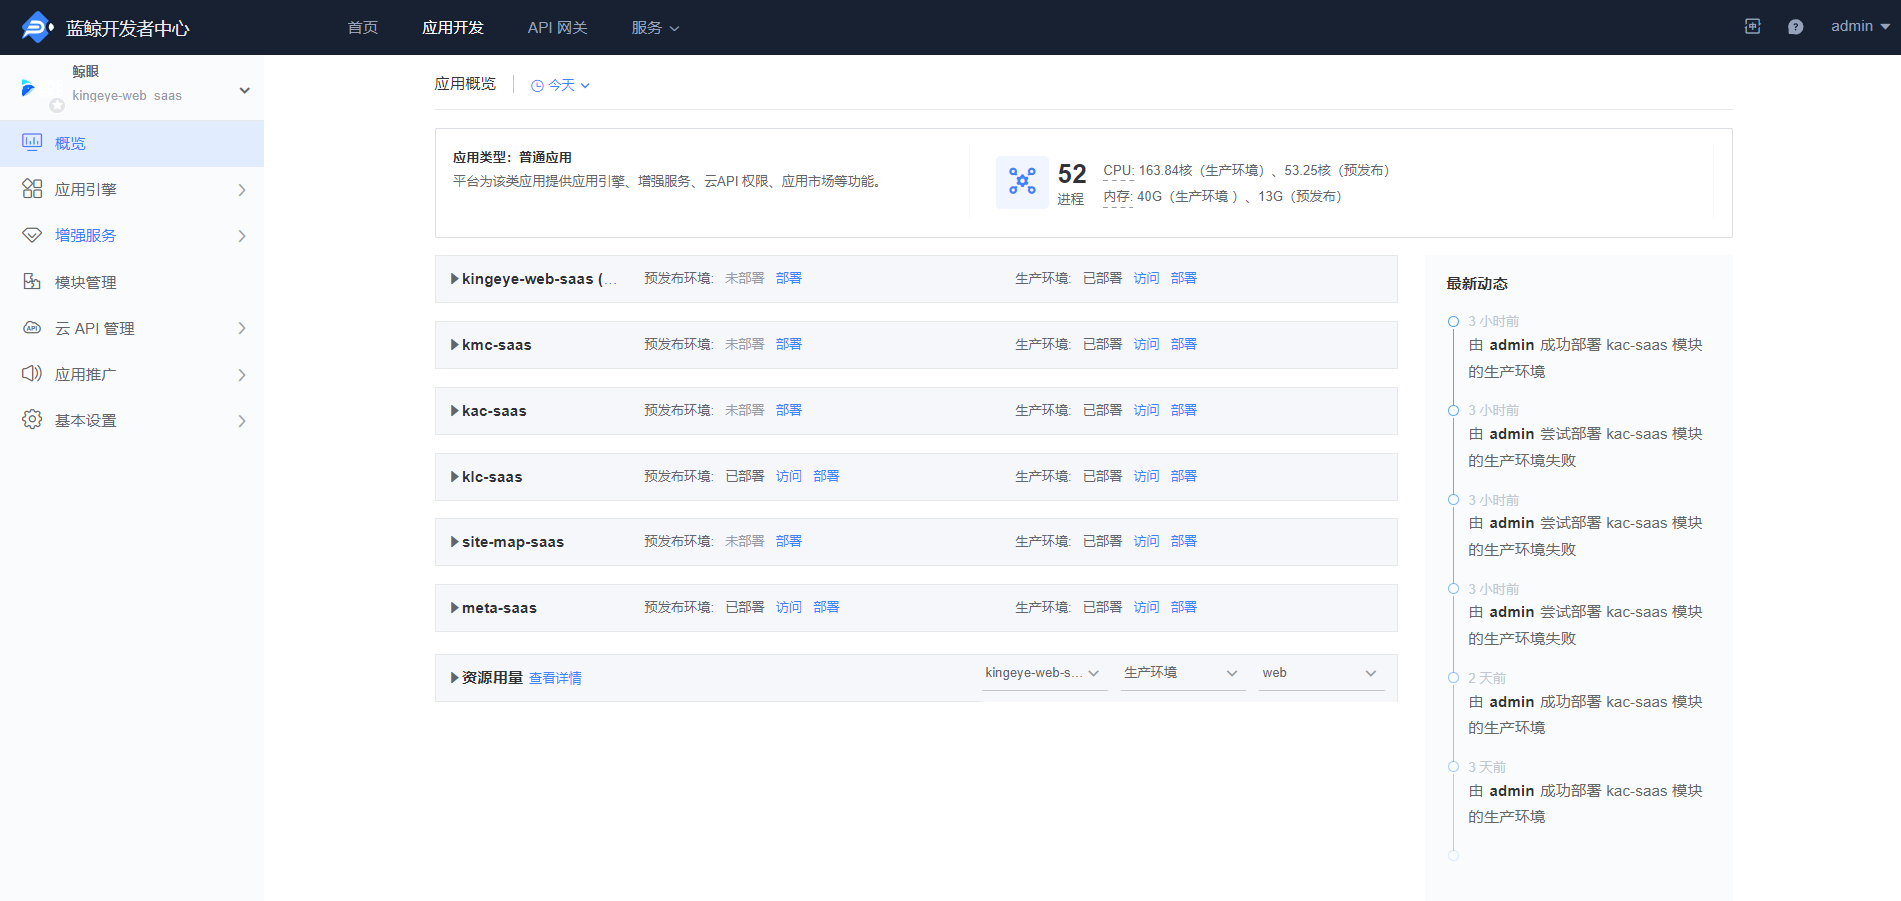 蓝鲸开发者中心
首页 应用开发 API 网关 服务
admin
鲸眼
kingeye-web_saas
概览
应用引擎
增强服务
模块管理
云 API 管理
应用推广
基本设置
应用概览 今天
应用类型：普通应用
平台为该类应用提供应用引擎、增强服务、云API 权限、应用市场等功能。
52
进程
CPU: 163.84核（生产环境）、53.25核（预发布）
内存: 40G（生产环境 ）、13G（预发布）
kingeye-web-saas (... 预发布环境: 未部署 部署 生产环境: 已部署 访问 部署
kmc-saas 预发布环境: 未部署 部署 生产环境: 已部署 访问 部署
kac-saas 预发布环境: 未部署 部署 生产环境: 已部署 访问 部署
klc-saas 预发布环境: 已部署 访问 部署 生产环境: 已部署 访问 部署
site-map-saas 预发布环境: 未部署 部署 生产环境: 已部署 访问 部署
meta-saas 预发布环境: 已部署 访问 部署 生产环境: 已部署 访问 部署
资源用量 查看详情 kingeye-web-s... 生产环境 web
最新动态
3 小时前
由 admin 成功部署 kac-saas 模块
的生产环境
3 小时前
由 admin 尝试部署 kac-saas 模块
的生产环境失败
3 小时前
由 admin 尝试部署 kac-saas 模块
的生产环境失败
3 小时前
由 admin 尝试部署 kac-saas 模块
的生产环境失败
2 天前
由 admin 成功部署 kac-saas 模块
的生产环境
3 天前
由 admin 成功部署 kac-saas 模块
的生产环境